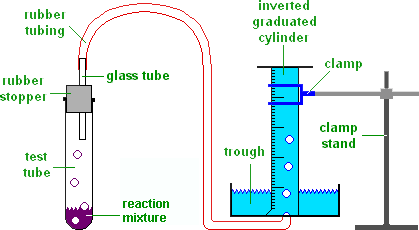 rubber
tubing
inverted
graduated
cylinder
glass tube
clamp
rubber
stopper
clamp
stand
trough
test
tube
reaction
mixture